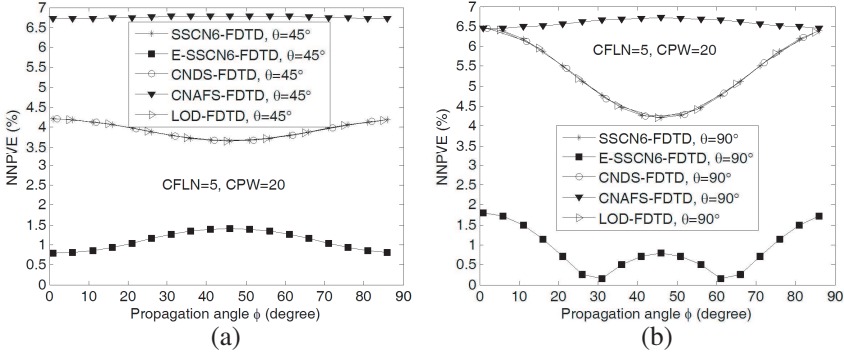 7
6.5
6
5.5
5
4.5
4
3.5
3
2.5
2
1.5
1
0.5
0
NNPVE (%)
SSCN6-FDTD, θ=45°
E-SSCN6-FDTD, θ=45°
CNDS-FDTD, θ=45°
CNAFS-FDTD, θ=45°
LOD-FDTD, θ=45°
CFLN=5, CPW=20
0 10 20 30 40 50 60 70 80 90
Propagation angle ϕ (degree)
(a)
7
6.5
6
5.5
5
4.5
4
3.5
3
2.5
2
1.5
1
0.5
0
NNPVE (%)
CFLN=5, CPW=20
SSCN6-FDTD, θ=90°
E-SSCN6-FDTD, θ=90°
CNDS-FDTD, θ=90°
CNAFS-FDTD, θ=90°
LOD-FDTD, θ=90°
0 10 20 30 40 50 60 70 80 90
Propagation angle ϕ (degree)
(b)